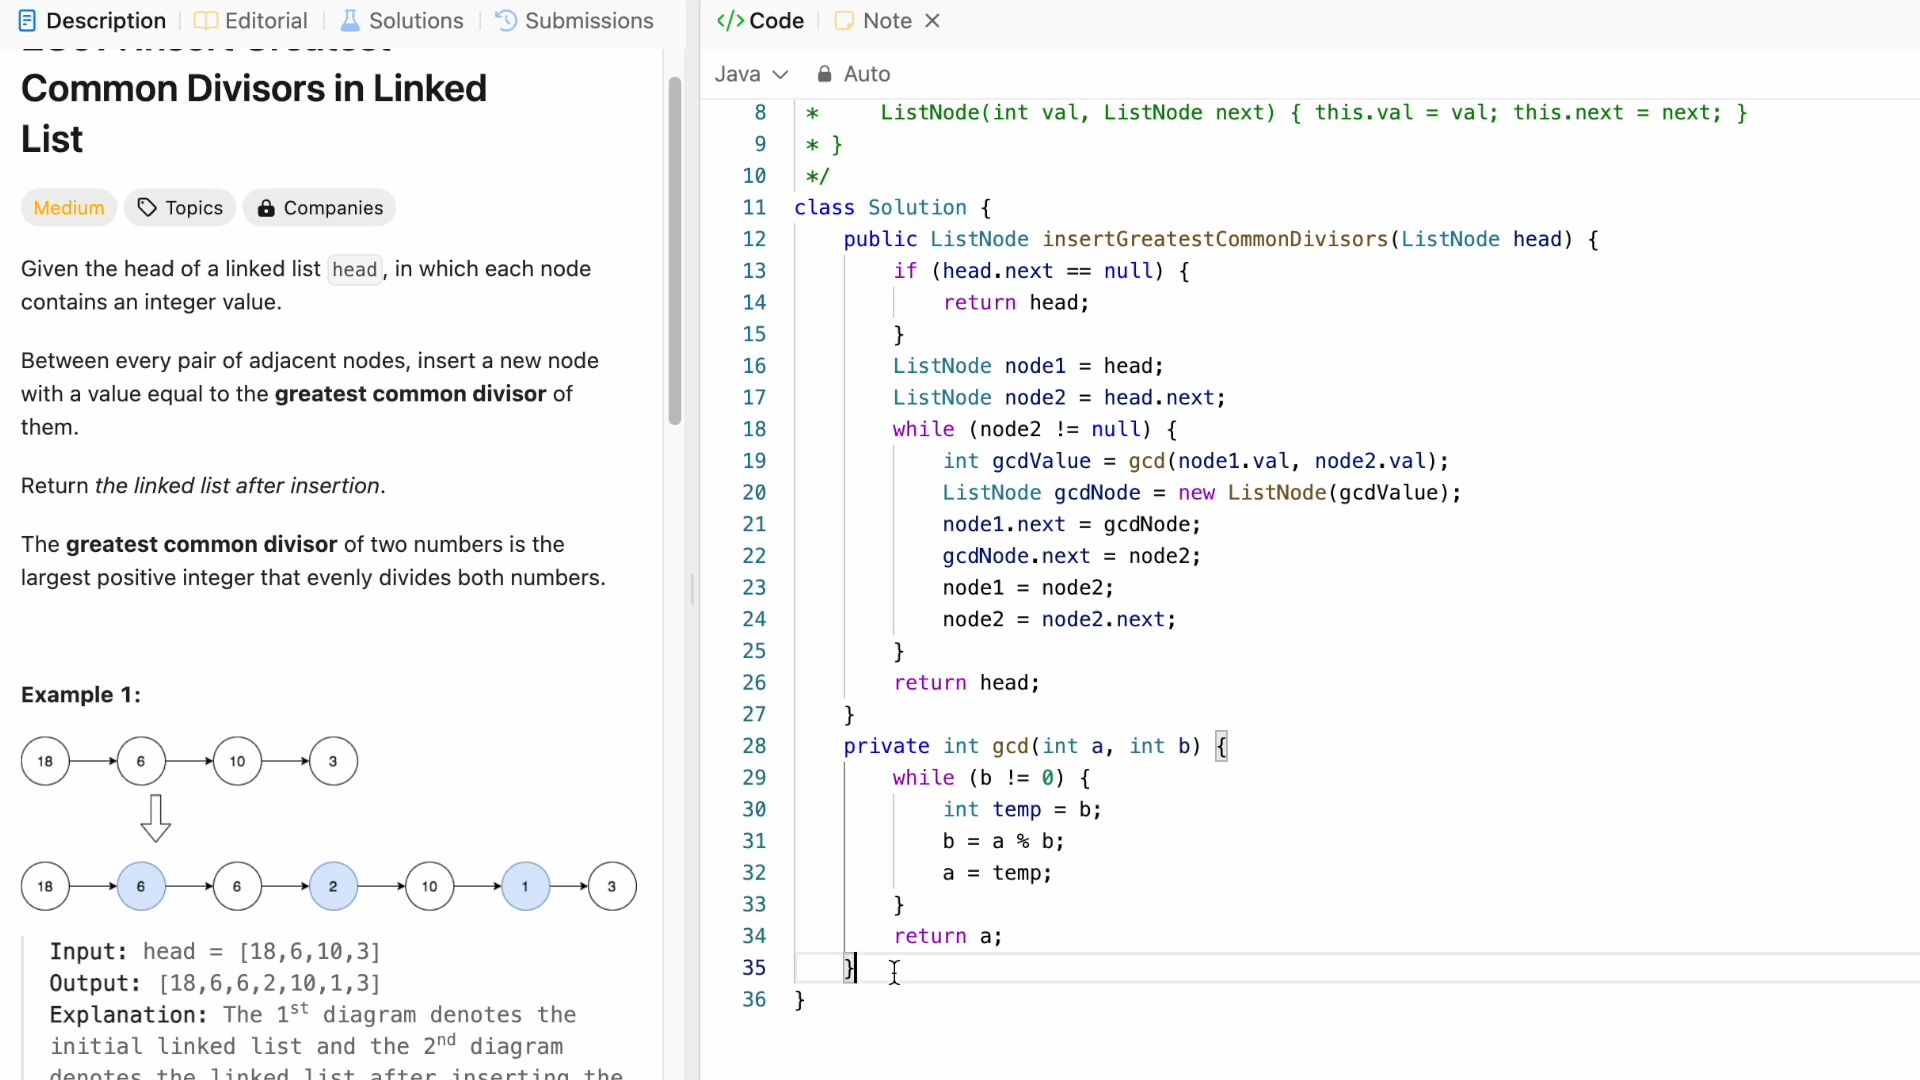 Description Editorial Solutions Submissions
Common Divisors in Linked
List
Medium Topics Companies
Given the head of a linked list head, in which each node
contains an integer value.
Between every pair of adjacent nodes, insert a new node
with a value equal to the greatest common divisor of
them.
Return the linked list after insertion.
The greatest common divisor of two numbers is the
largest positive integer that evenly divides both numbers.
Example 1:
18 6 10 3
18 6 6 2 10 1 3
Input: head = [18,6,10,3]
Output: [18,6,6,2,10,1,3]
Explanation: The 1st diagram denotes the
initial linked list and the 2nd diagram
denotes the linked list after inserting the
Code Note
Java Auto
8 * ListNode(int val, ListNode next) { this.val = val; this.next = next; }
9 * }
10 */
11 class Solution {
12 public ListNode insertGreatestCommonDivisors(ListNode head) {
13 if (head.next == null) {
14 return head;
15 }
16 ListNode node1 = head;
17 ListNode node2 = head.next;
18 while (node2 != null) {
19 int gcdValue = gcd(node1.val, node2.val);
20 ListNode gcdNode = new ListNode(gcdValue);
21 node1.next = gcdNode;
22 gcdNode.next = node2;
23 node1 = node2;
24 node2 = node2.next;
25 }
26 return head;
27 }
28 private int gcd(int a, int b) {
29 while (b != 0) {
30 int temp = b;
31 b = a % b;
32 a = temp;
33 }
34 return a;
35 }
36 }